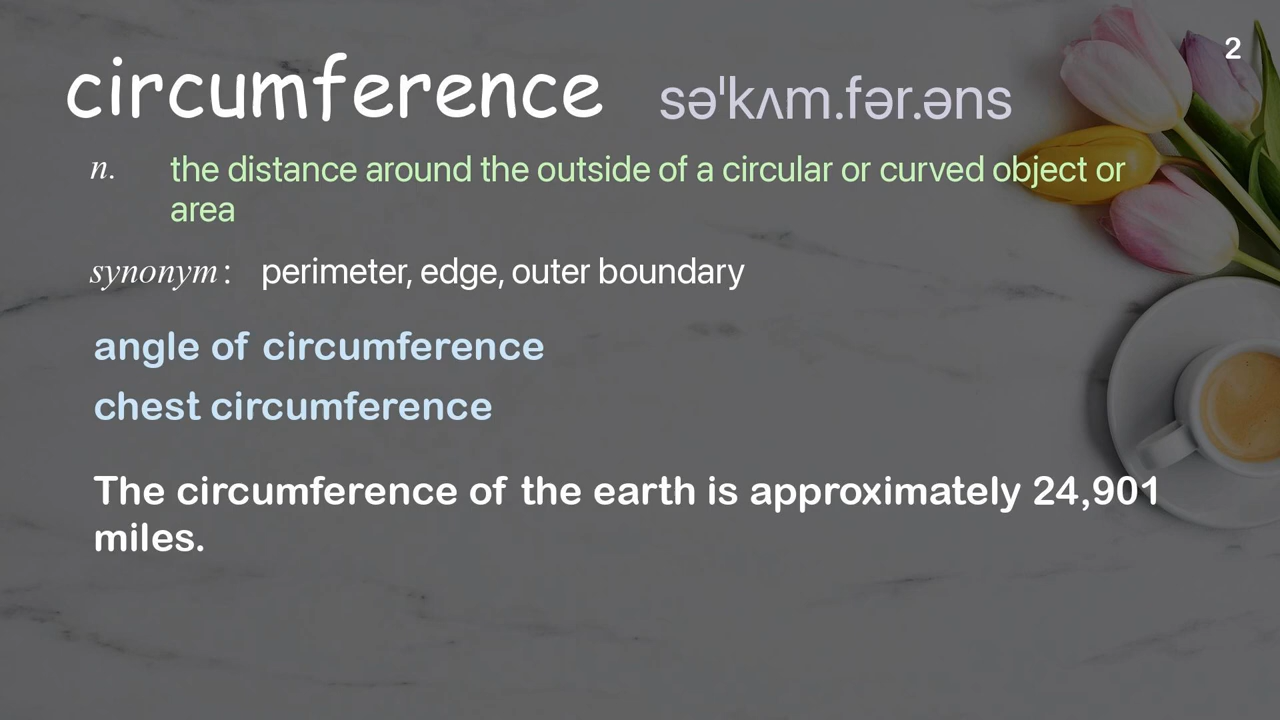 2
circumference səˈkʌm.fər.əns
n. the distance around the outside of a circular or curved object or
area
synonym: perimeter, edge, outer boundary
angle of circumference
chest circumference
The circumference of the earth is approximately 24,901
miles.